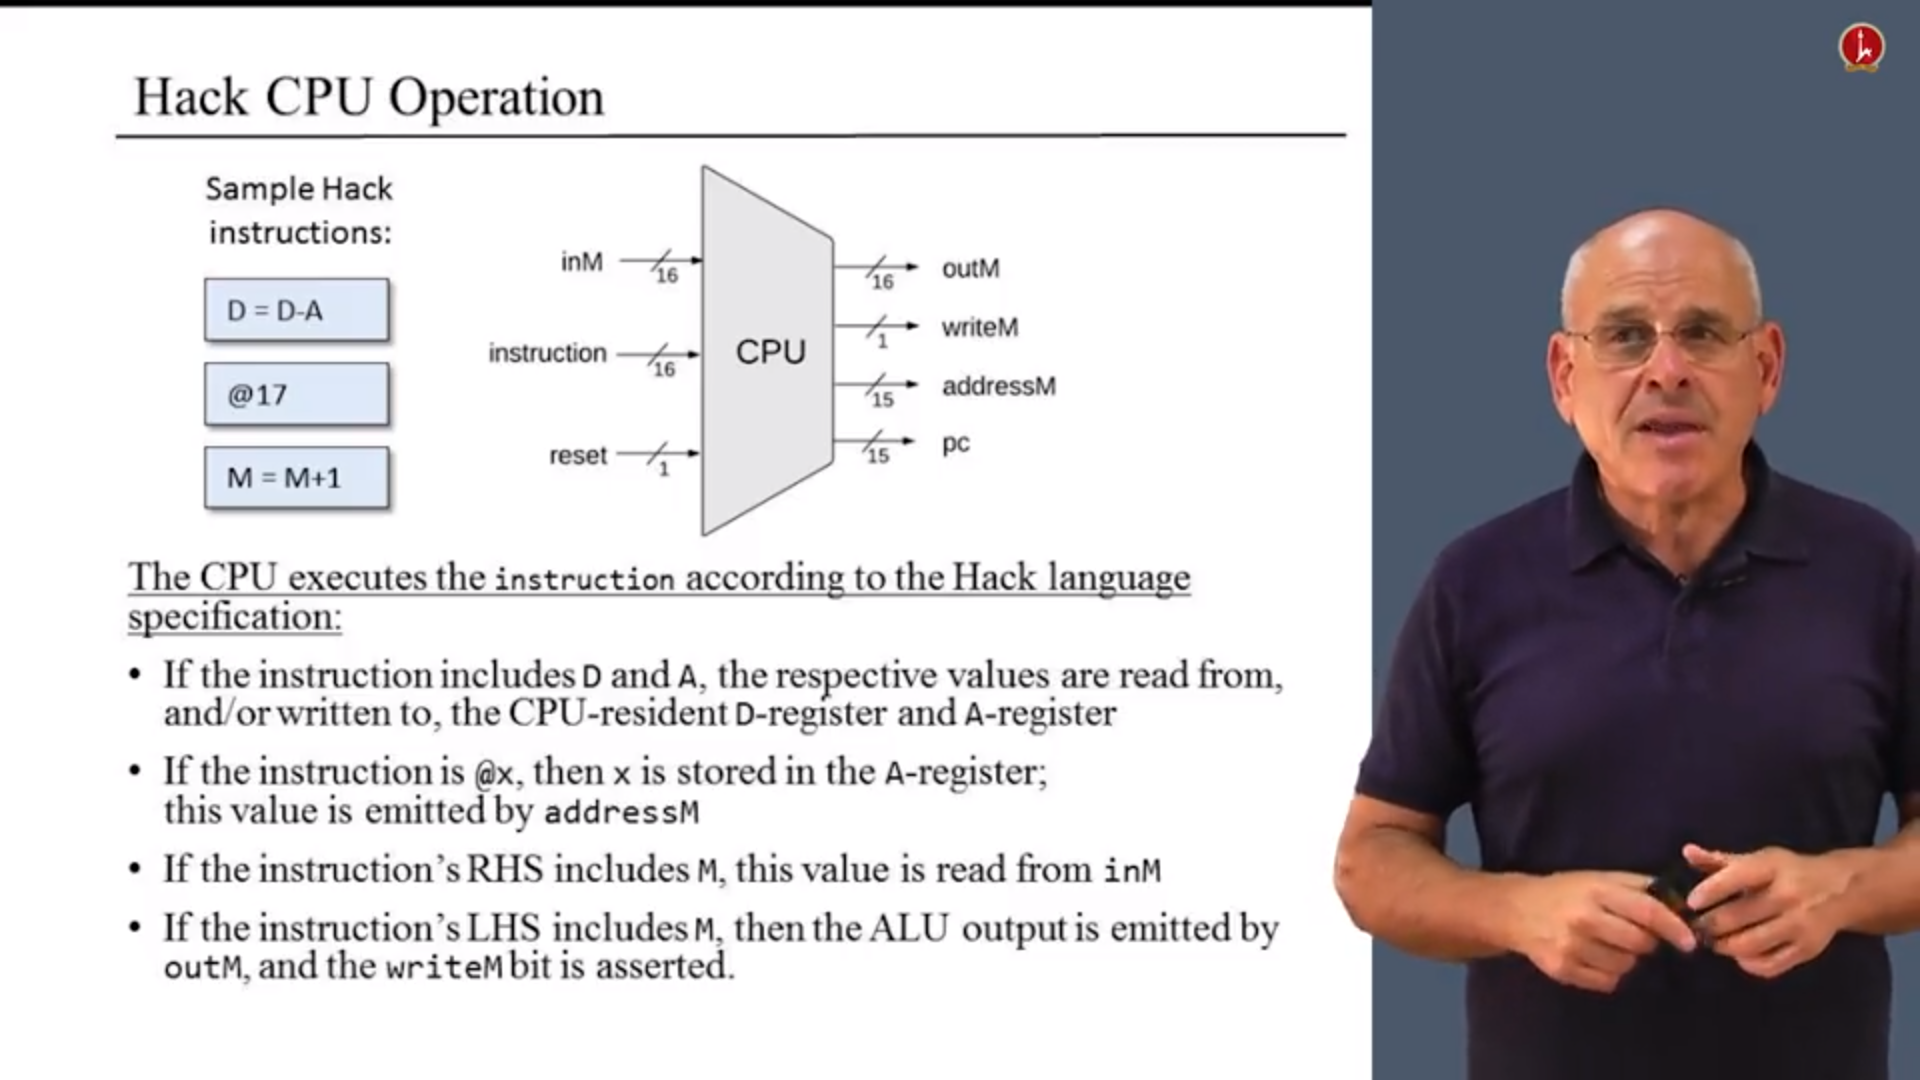 Hack CPU Operation
Sample Hack
instructions:
D = D-A
@17
M = M+1
inM
16
instruction
16
reset
1
CPU
16
outM
1
writeM
15
addressM
15
pc
The CPU executes the instruction according to the Hack language
specification:
• If the instruction includes D and A, the respective values are read from,
and/or written to, the CPU-resident D-register and A-register
• If the instruction is @x, then x is stored in the A-register;
this value is emitted by addressM
• If the instruction’s RHS includes M, this value is read from inM
• If the instruction’s LHS includes M, then the ALU output is emitted by
outM, and the writeM bit is asserted.